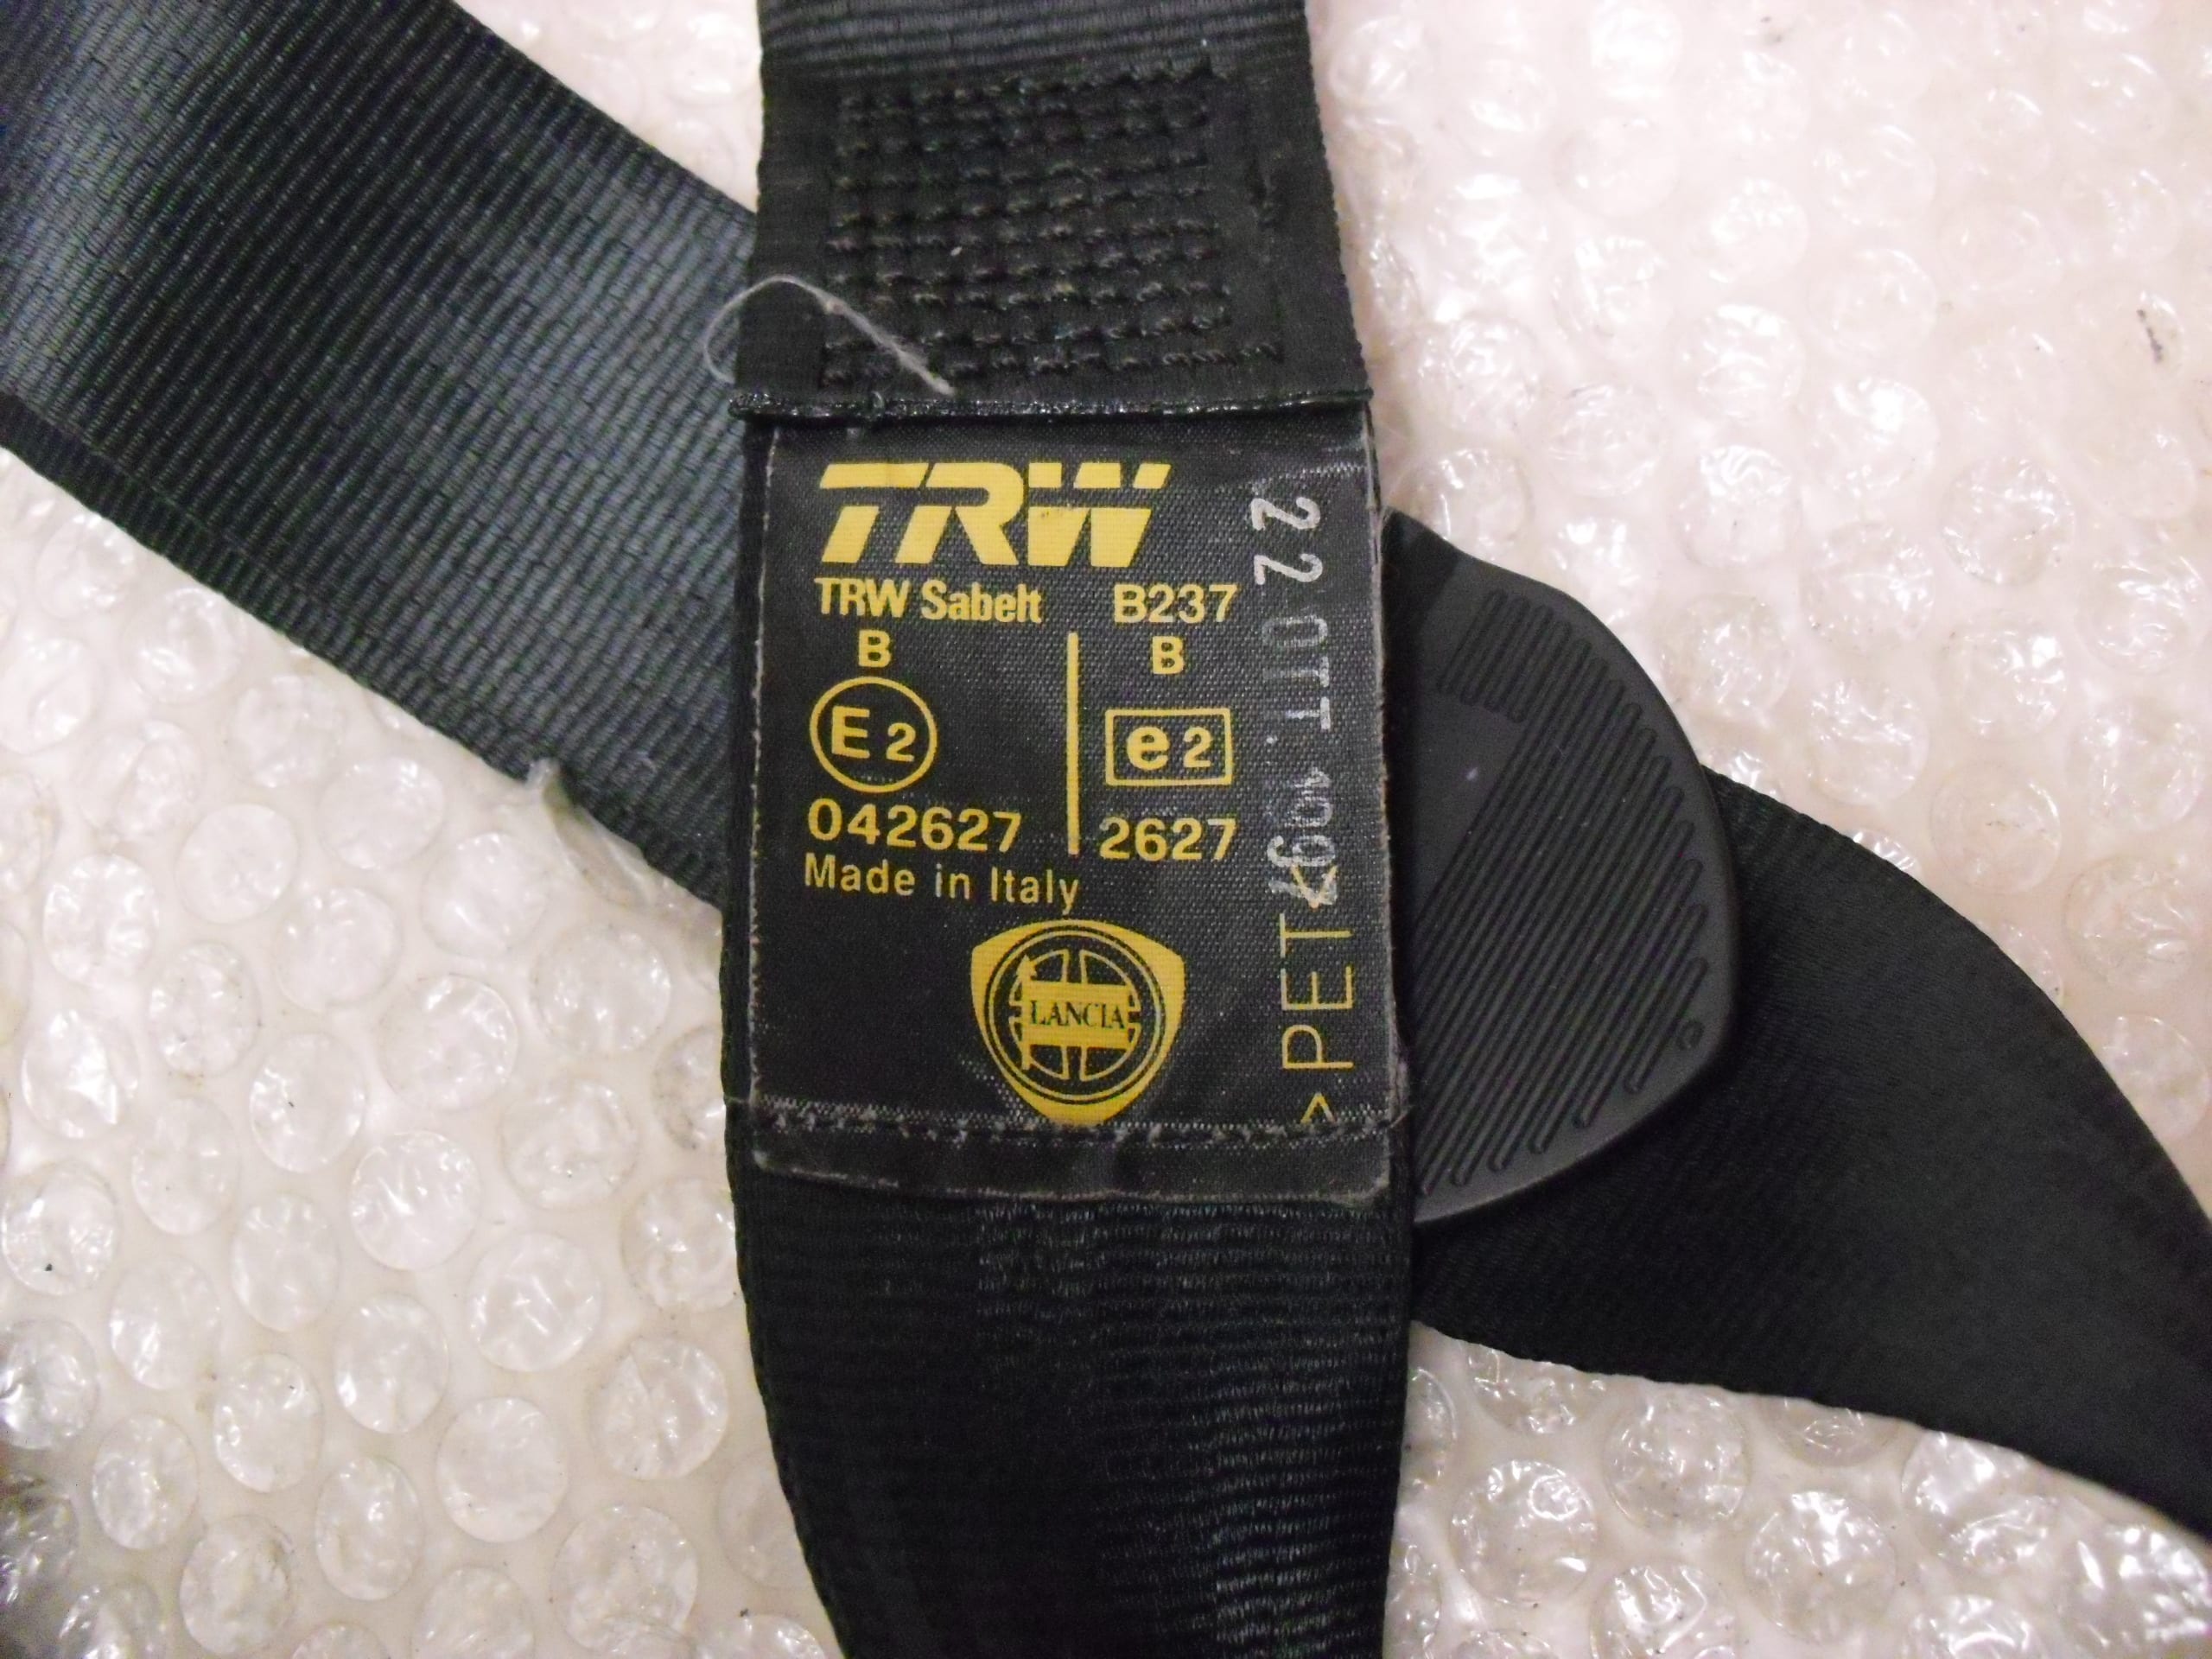 TRW
TRW Sabelt B237
B B
E2 e2
042627 2627
Made in Italy
LANCIA
22 OTT. 1997
>PET<